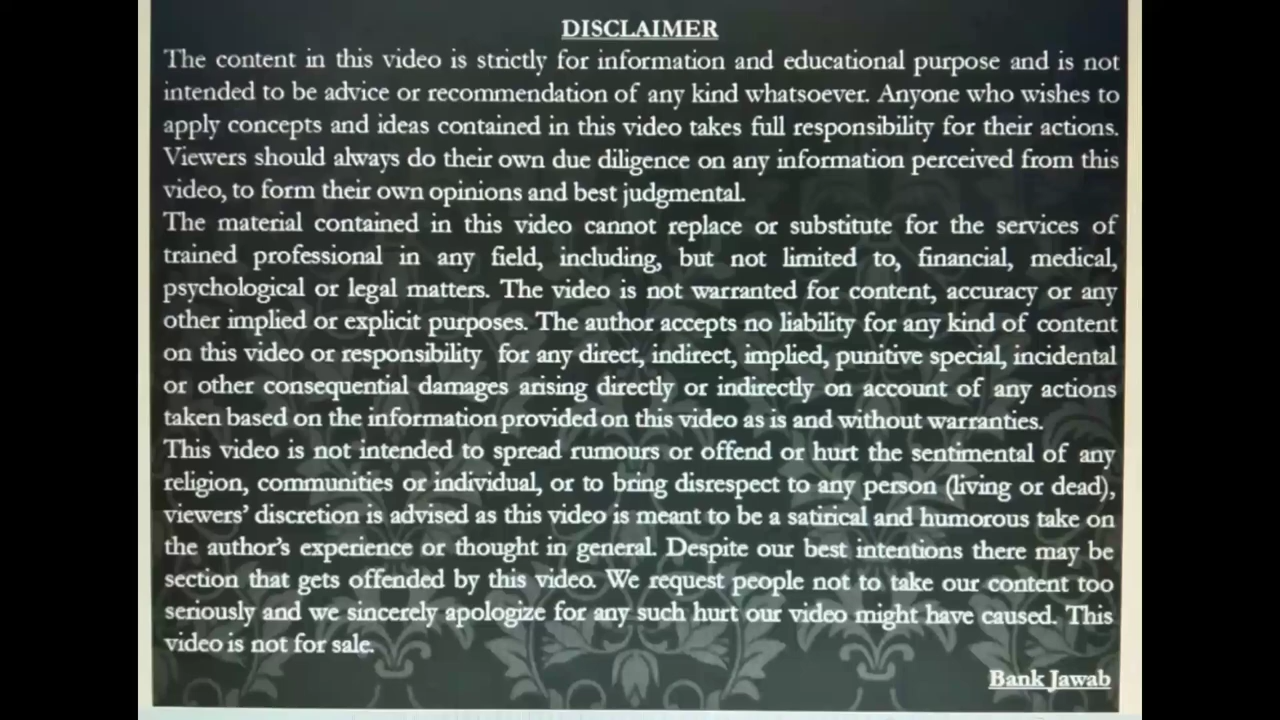 DISCLAIMER
The content in this video is strictly for information and educational purpose and is not
intended to be advice or recommendation of any kind whatsoever. Anyone who wishes to
apply concepts and ideas contained in this video takes full responsibility for their actions.
Viewers should always do their own due diligence on any information perceived from this
video, to form their own opinions and best judgmental.
The material contained in this video cannot replace or substitute for the services of
trained professional in any field, including, but not limited to, financial, medical,
psychological or legal matters. The video is not warranted for content, accuracy or any
other implied or explicit purposes. The author accepts no liability for any kind of content
on this video or responsibility for any direct, indirect, implied, punitive special, incidental
or other consequential damages arising directly or indirectly on account of any actions
taken based on the information provided on this video as is and without warranties.
This video is not intended to spread rumours or offend or hurt the sentimental of any
religion, communities or individual, or to bring disrespect to any person (living or dead),
viewers’ discretion is advised as this video is meant to be a satirical and humorous take on
the author’s experience or thought in general. Despite our best intentions there may be
section that gets offended by this video. We request people not to take our content too
seriously and we sincerely apologize for any such hurt our video might have caused. This
video is not for sale.
Bank Jawab